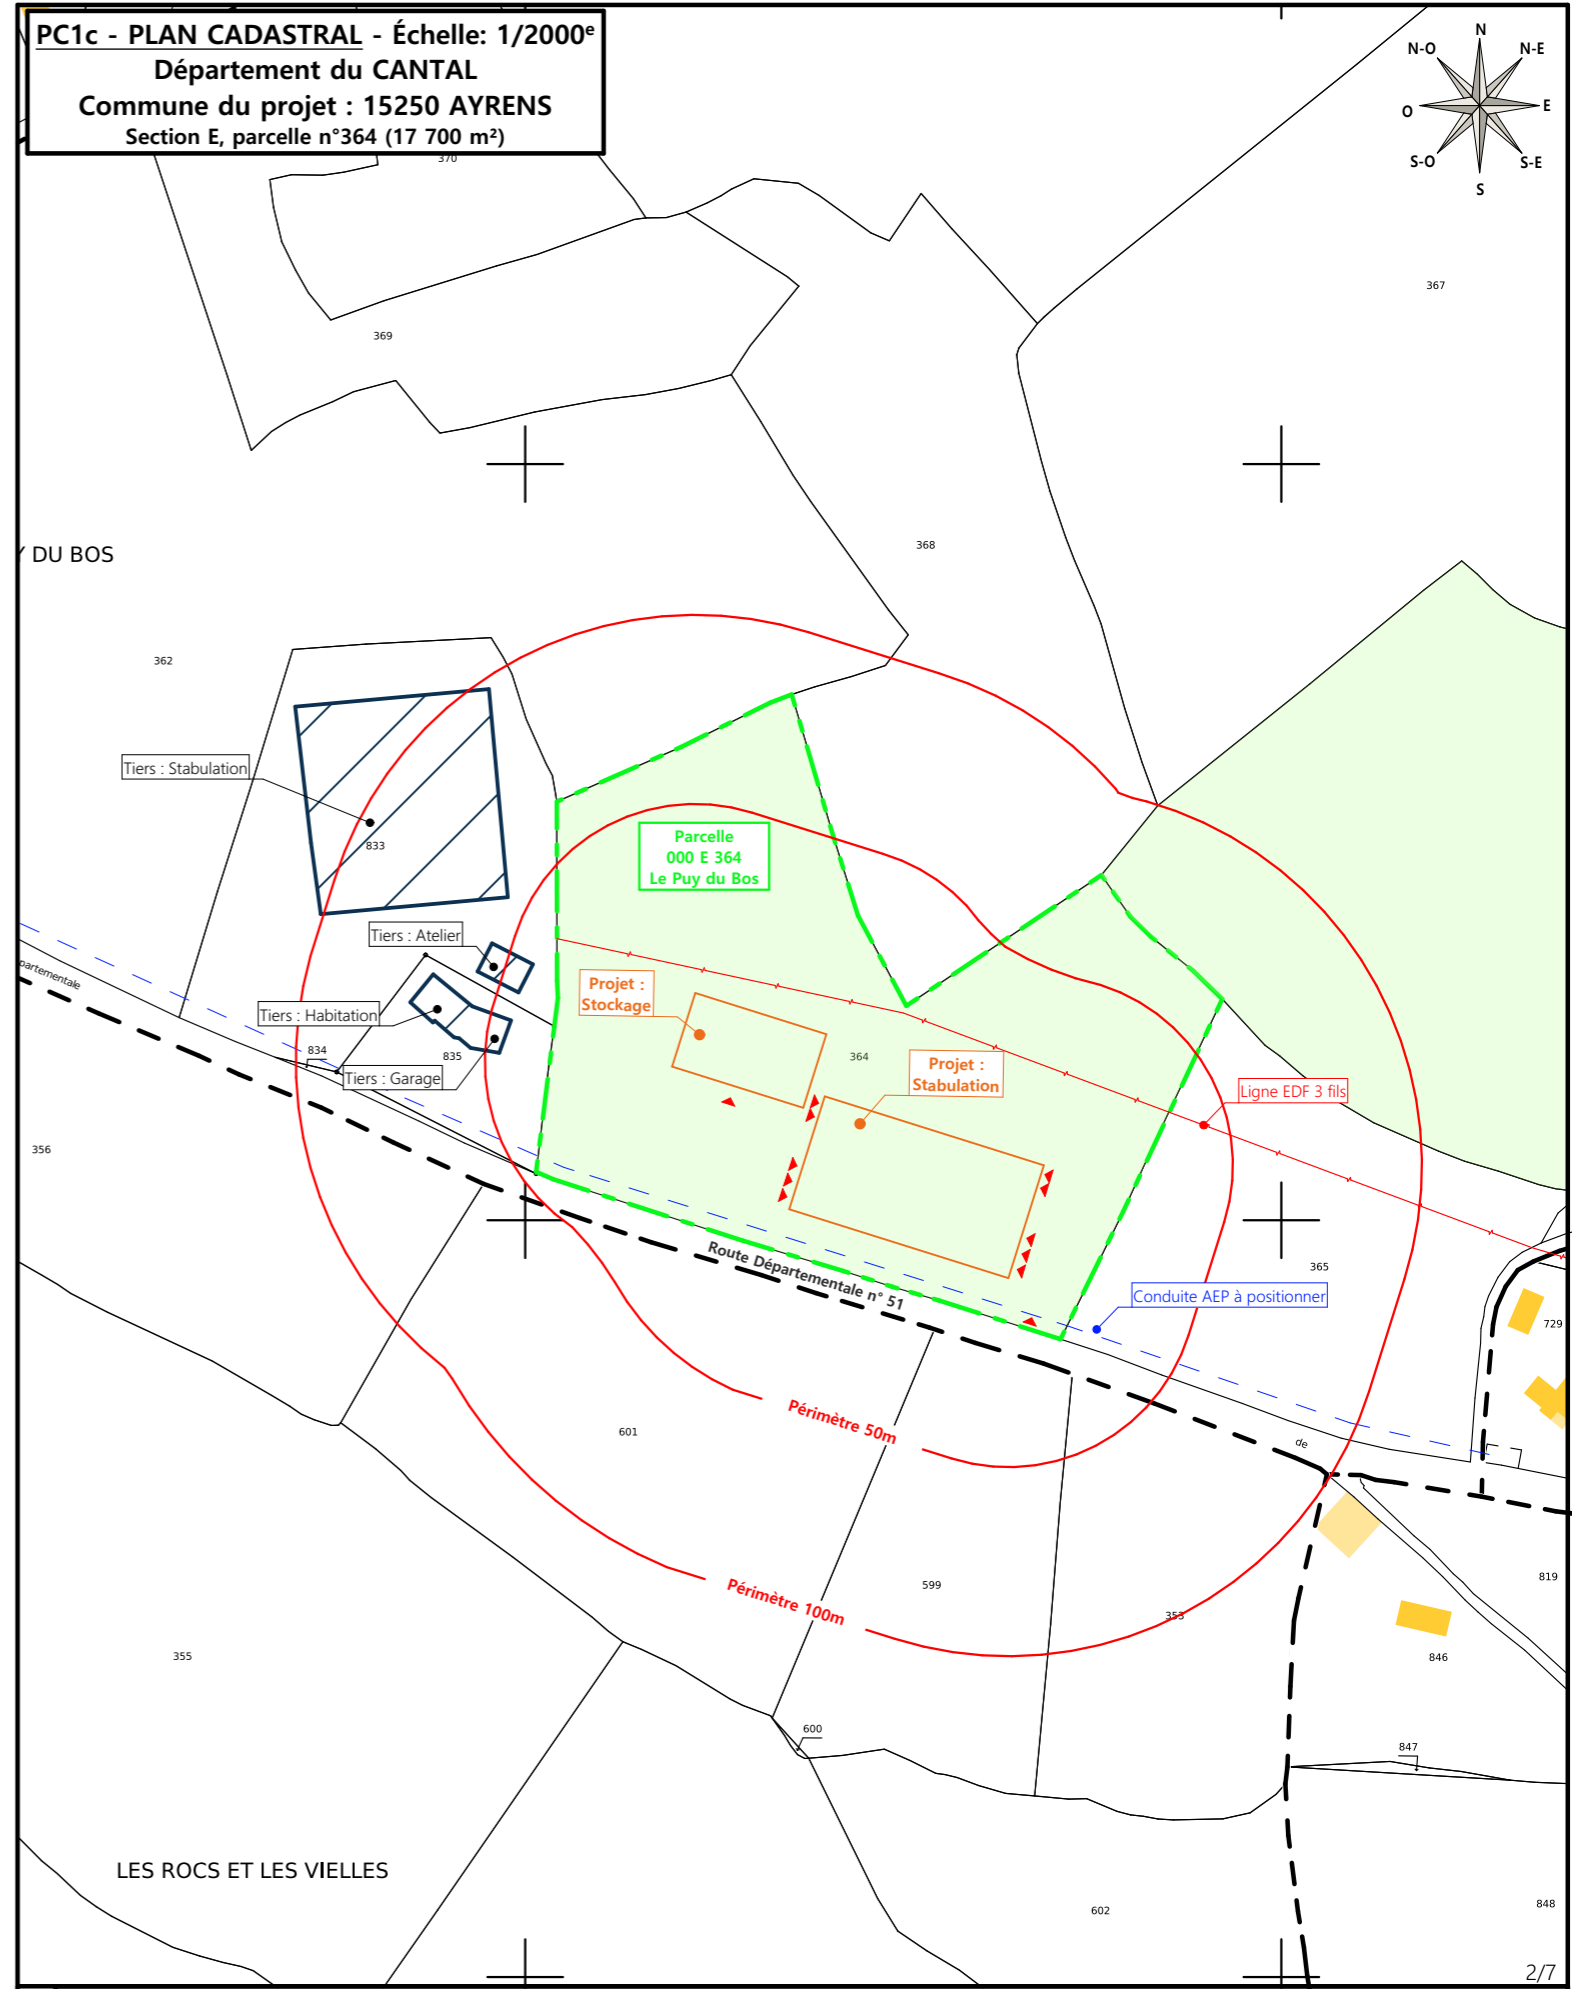 PC1c - PLAN CADASTRAL - Échelle: 1/2000e
Département du CANTAL
Commune du projet : 15250 AYRENS
Section E, parcelle n°364 (17 700 m²)
N
N-O
N-E
O
E
S-O
S-E
S
370
367
369
368
Y DU BOS
362
Tiers : Stabulation
833
Parcelle
000 E 364
Le Puy du Bos
Tiers : Atelier
partementale
Projet :
Stockage
Tiers : Habitation
834
835
364
Projet :
Stabulation
Tiers : Garage
Ligne EDF 3 fils
356
Route Départementale n° 51
365
Conduite AEP à positionner
729
Périmètre 50m
601
de
Périmètre 100m
599
353
819
355
846
600
847
LES ROCS ET LES VIELLES
602
848
2/7